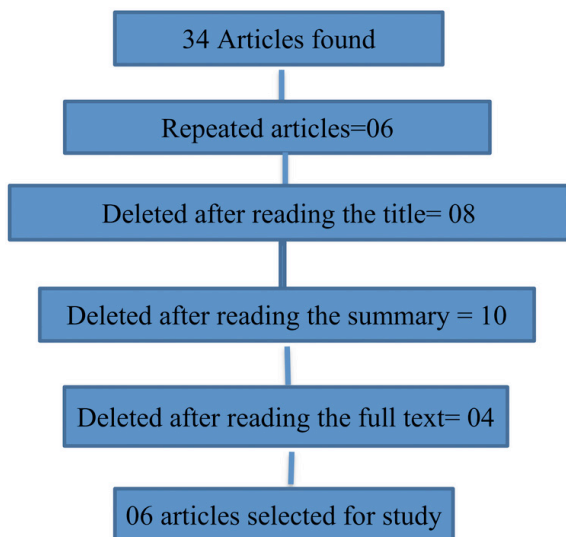 34 Articles found
Repeated articles=06
Deleted after reading the title= 08
Deleted after reading the summary = 10
Deleted after reading the full text= 04
06 articles selected for study